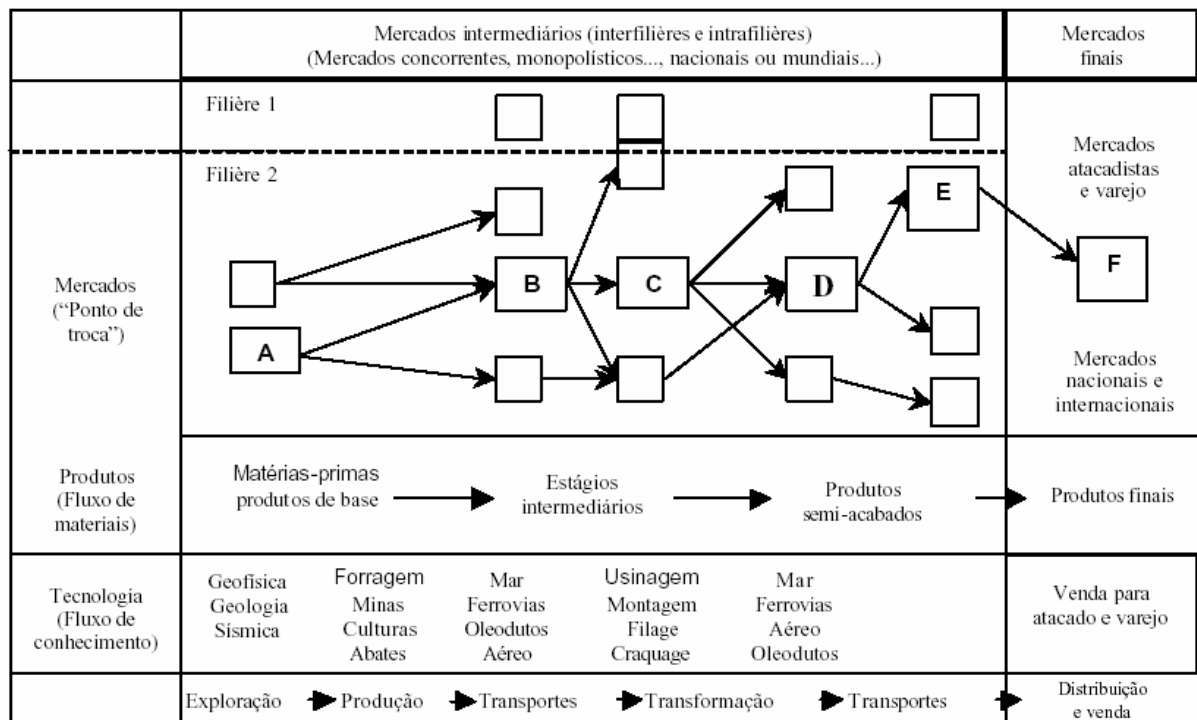 Mercados intermediários (interfilières e intrafilières)
(Mercados concorrentes, monopolísticos..., nacionais ou mundiais...)
Mercados
finais
Filière 1
Filière 2
Mercados
(“Ponto de
troca”)
A
B
C
D
E
F
Mercados
atacadistas
e varejo
Mercados
nacionais e
internacionais
Produtos
(Fluxo de
materiais)
Matérias-primas
produtos de base
Estágios
intermediários
Produtos
semi-acabados
Produtos finais
Tecnologia
(Fluxo de
conhecimento)
Geofísica
Geologia
Sísmica
Forragem
Minas
Culturas
Abates
Mar
Ferrovias
Oleodutos
Aéreo
Usinagem
Montagem
Filage
Craquage
Mar
Ferrovias
Aéreo
Oleodutos
Venda para
atacado e varejo
Exploração
Produção
Transportes
Transformação
Transportes
Distribuição
e venda